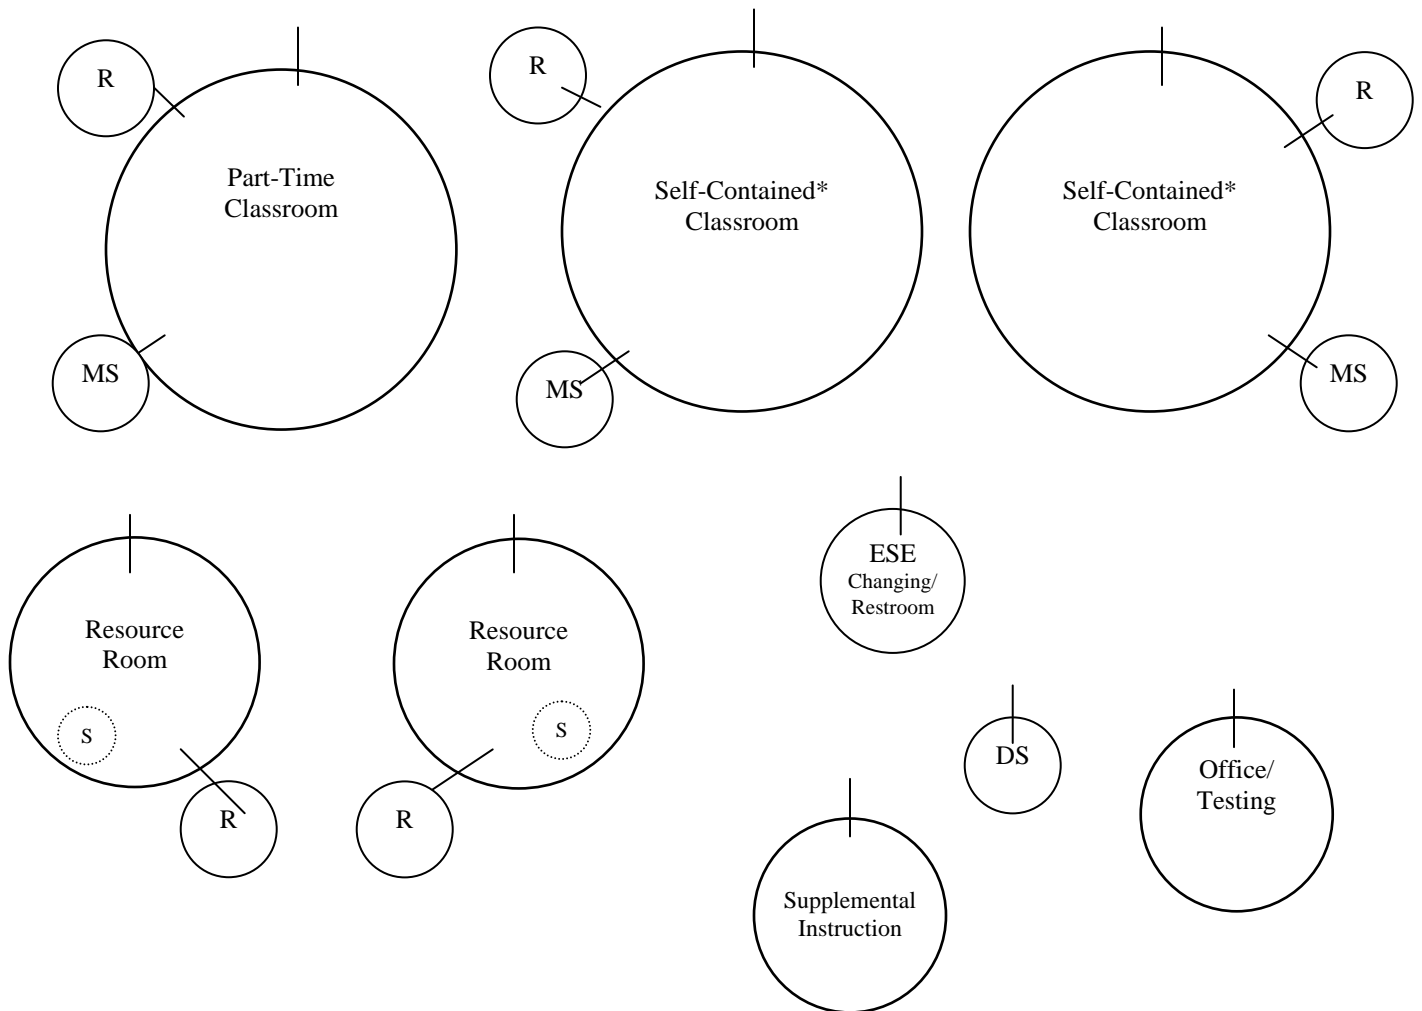 R
R
R
Part-Time
Classroom
Self-Contained*
Classroom
Self-Contained*
Classroom
MS
MS
MS
ESE
Changing/
Restroom
Resource
Room
S
R
Resource
Room
S
R
DS
Office/
Testing
Supplemental
Instruction